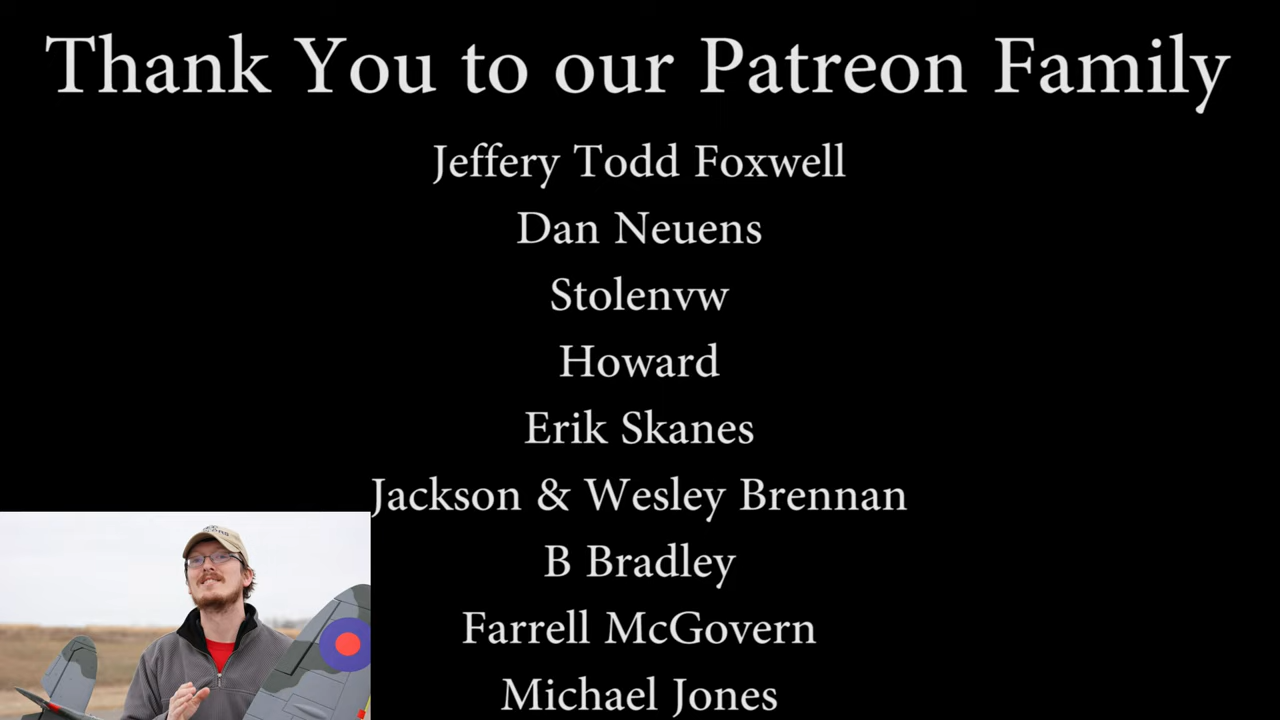 Thank You to our Patreon Family
Jeffery Todd Foxwell
Dan Neuens
Stolenvw
Howard
Erik Skanes
Jackson & Wesley Brennan
B Bradley
Farrell McGovern
Michael Jones